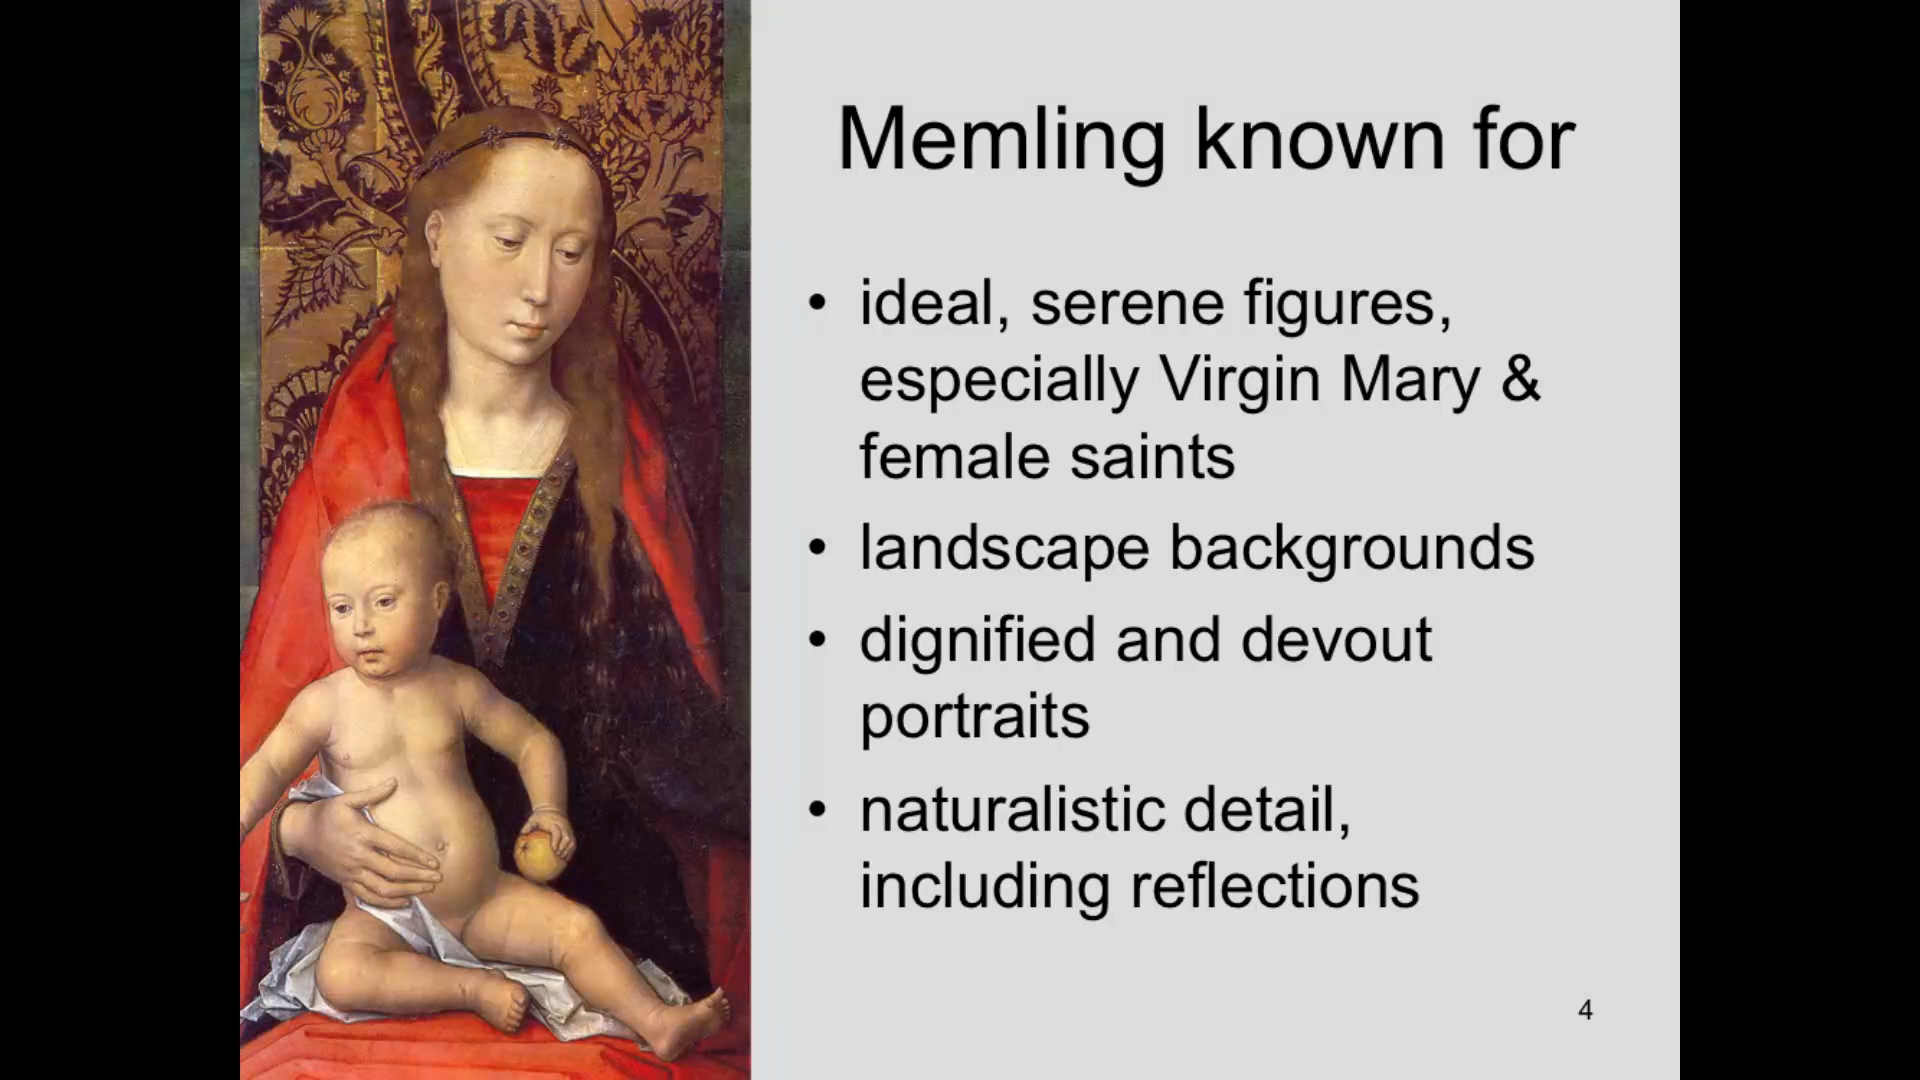 Memling known for
• ideal, serene figures,
especially Virgin Mary &
female saints
• landscape backgrounds
• dignified and devout
portraits
• naturalistic detail,
including reflections
4